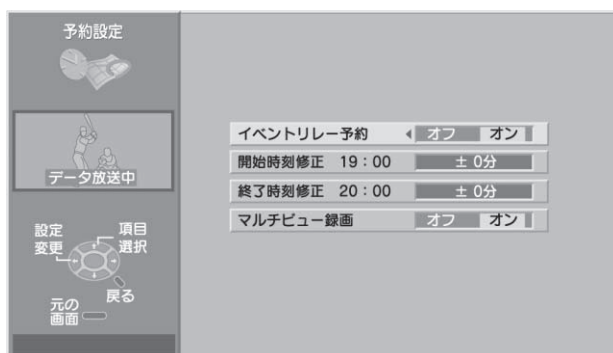 予約設定
データ放送中
設定
変更
項目
選択
戻る
元の
画面
イベントリレー予約 オフ オン
開始時刻修正 19:00 ± 0分
終了時刻修正 20:00 ± 0分
マルチビュー録画 オフ オン